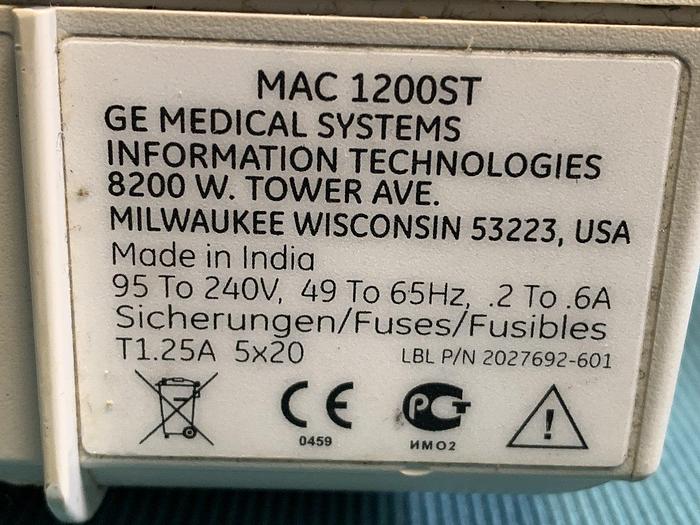 MAC 1200ST
GE MEDICAL SYSTEMS
INFORMATION TECHNOLOGIES
8200 W. TOWER AVE.
MILWAUKEE WISCONSIN 53223, USA
Made in India
95 To 240V, 49 To 65Hz, .2 To .6A
Sicherungen/Fuses/Fusibles
T1.25A 5x20 LBL P/N 2027692-601
CE PG !
0459 ИМО2